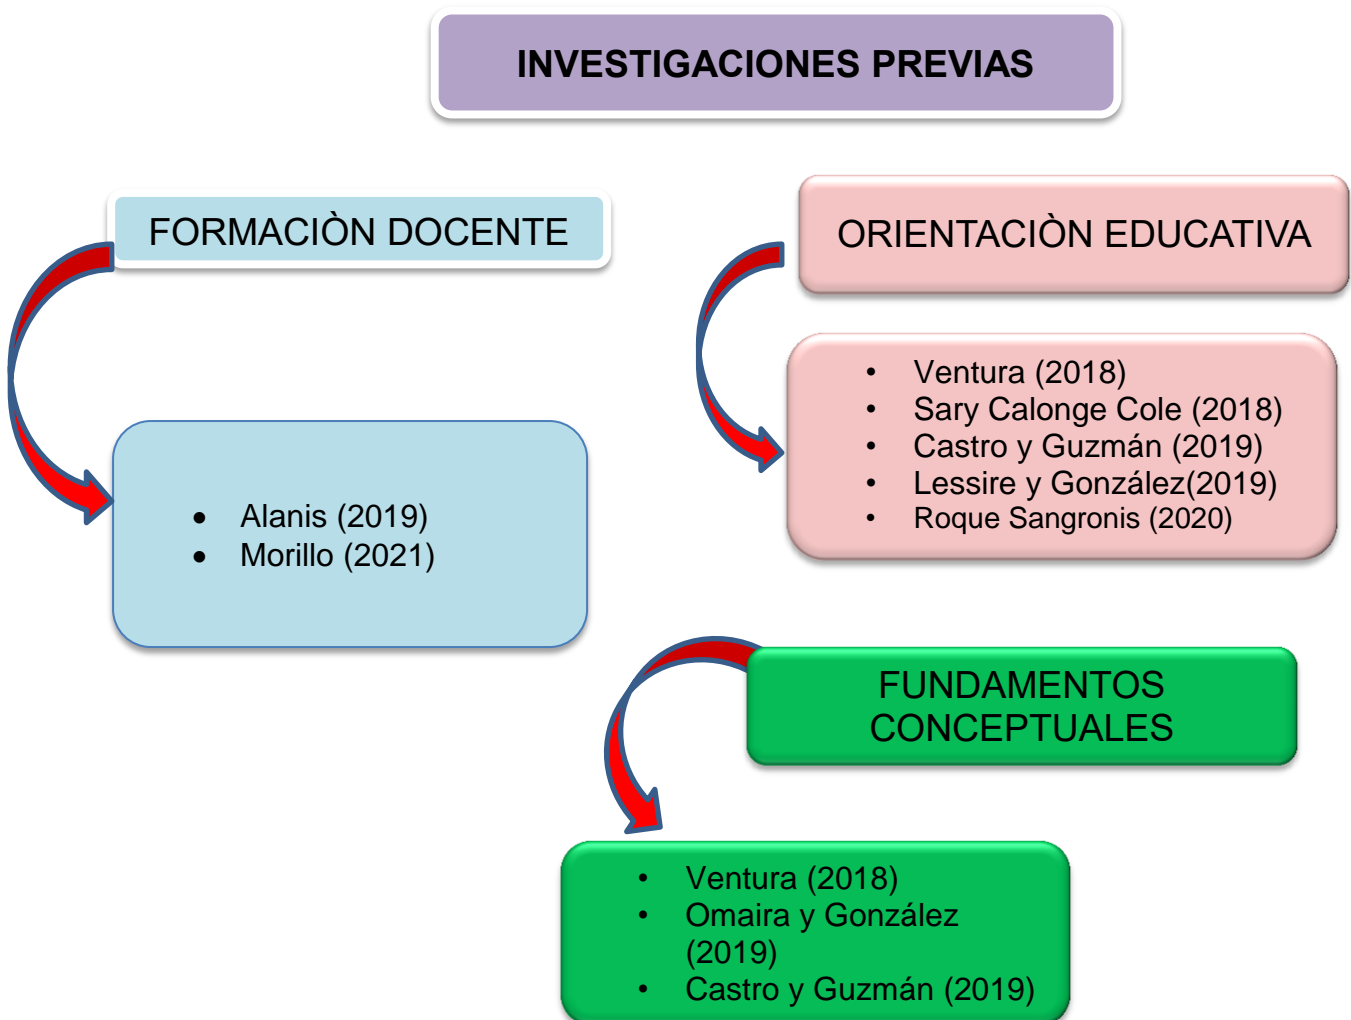 INVESTIGACIONES PREVIAS
FORMACIÒN DOCENTE
• Alanis (2019)
• Morillo (2021)
ORIENTACIÒN EDUCATIVA
• Ventura (2018)
• Sary Calonge Cole (2018)
• Castro y Guzmán (2019)
• Lessire y González(2019)
• Roque Sangronis (2020)
FUNDAMENTOS
CONCEPTUALES
• Ventura (2018)
• Omaira y González
(2019)
• Castro y Guzmán (2019)